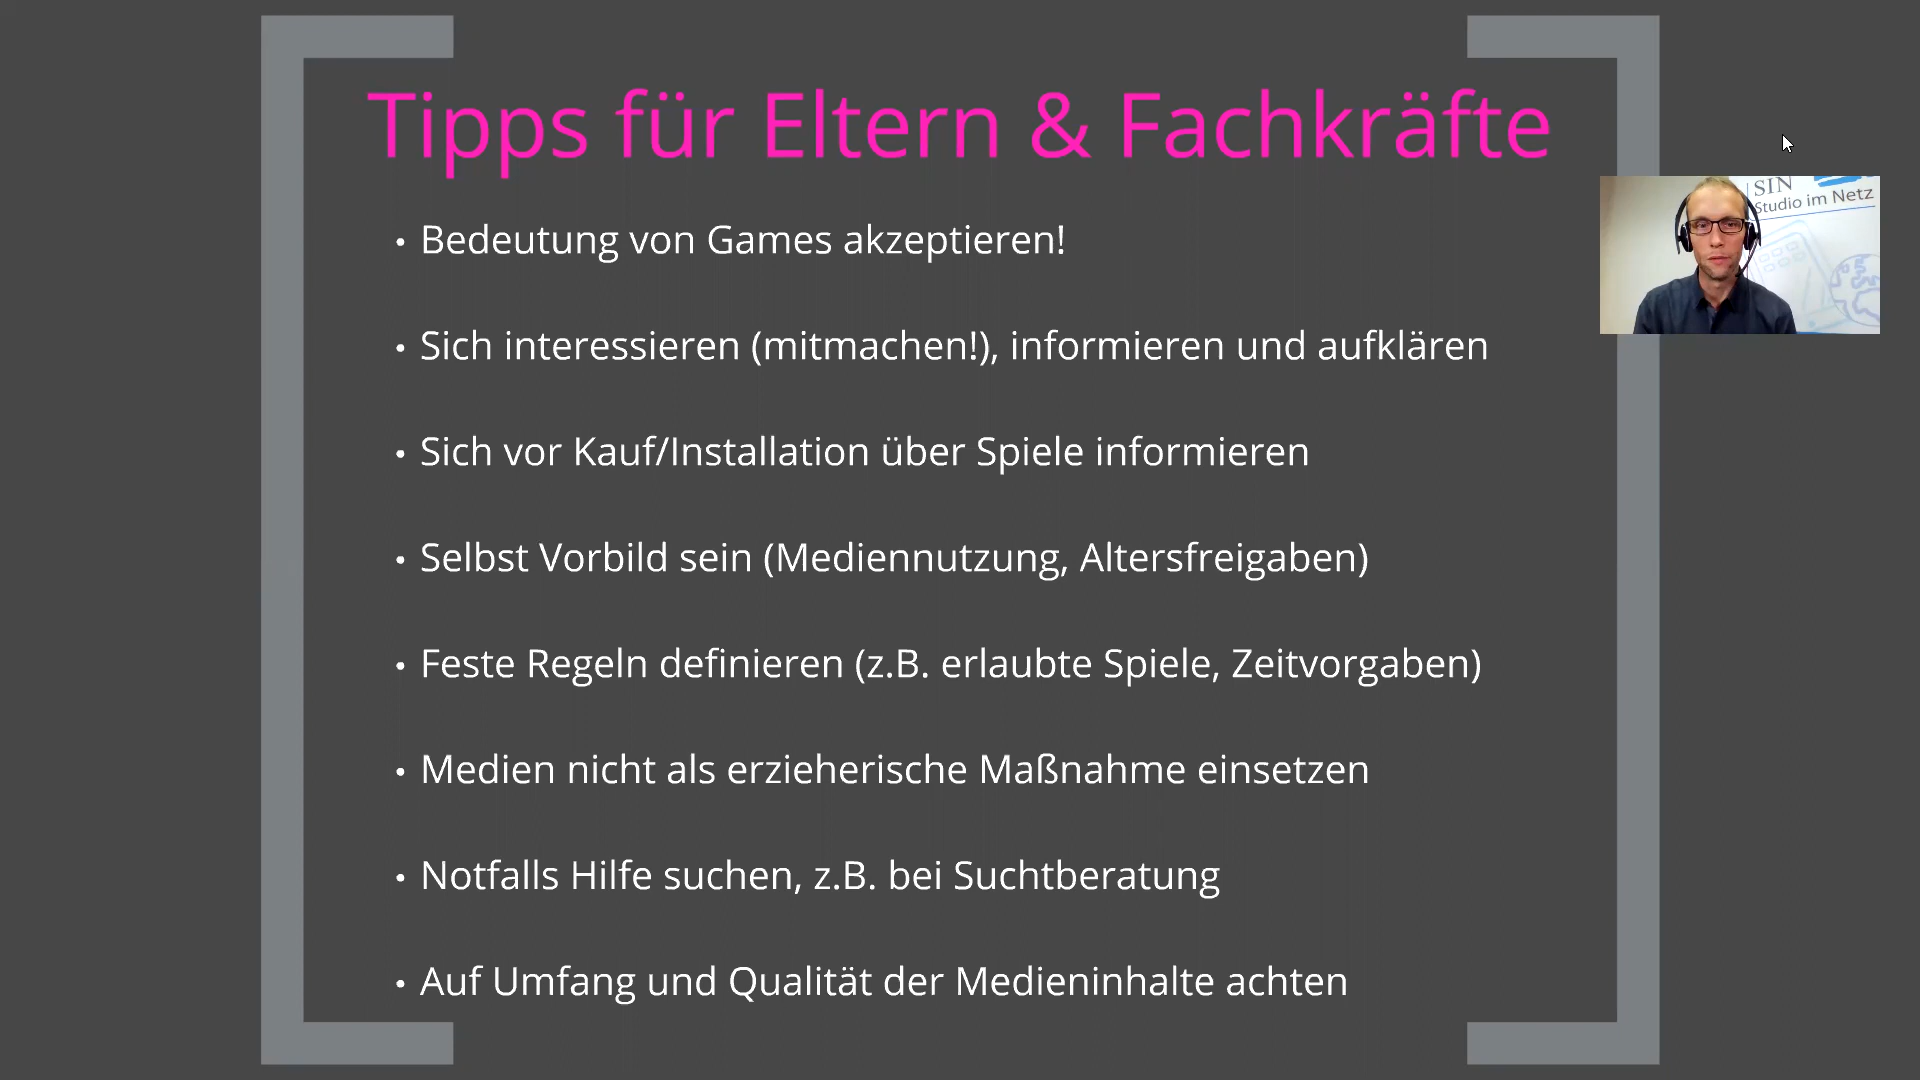 Tipps für Eltern & Fachkräfte
• Bedeutung von Games akzeptieren!
• Sich interessieren (mitmachen!), informieren und aufklären
• Sich vor Kauf/Installation über Spiele informieren
• Selbst Vorbild sein (Mediennutzung, Altersfreigaben)
• Feste Regeln definieren (z.B. erlaubte Spiele, Zeitvorgaben)
• Medien nicht als erzieherische Maßnahme einsetzen
• Notfalls Hilfe suchen, z.B. bei Suchtberatung
• Auf Umfang und Qualität der Medieninhalte achten
SIN
Studio im Netz